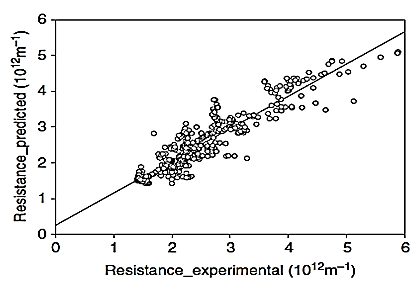 6
5
4
3
2
1
0
Resistance_predicted (10¹²m⁻¹)
0 1 2 3 4 5 6
Resistance_experimental (10¹²m⁻¹)